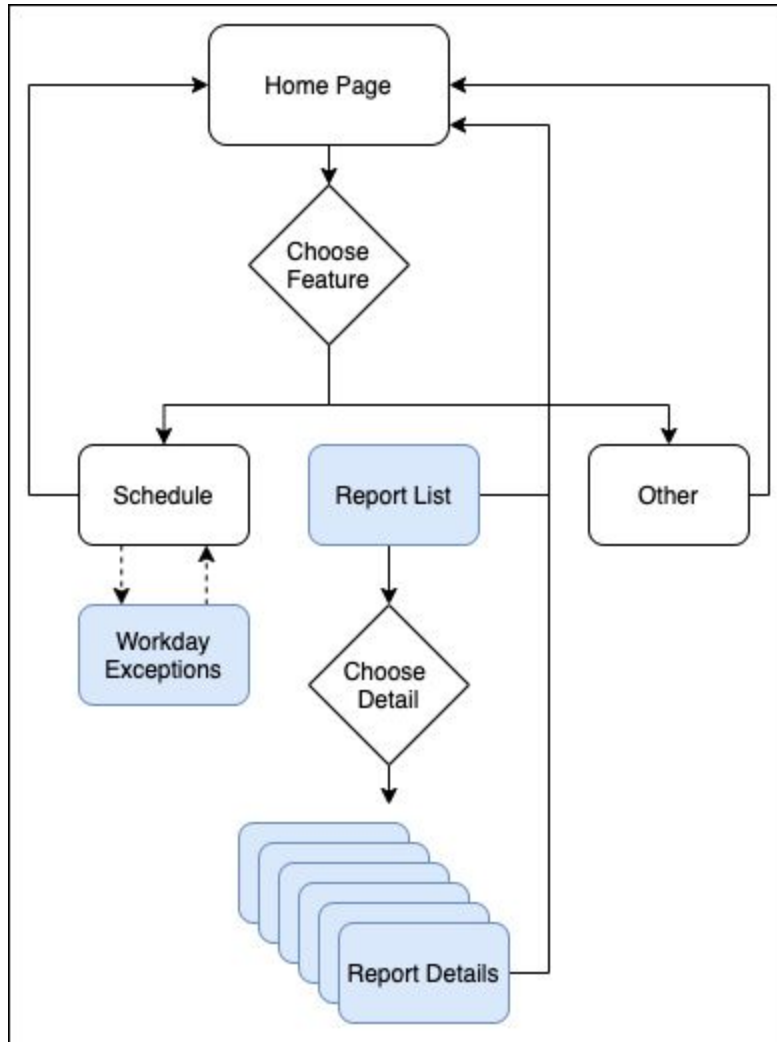 Home Page
Choose
Feature
Schedule
Report List
Other
Workday
Exceptions
Choose
Detail
Report Details